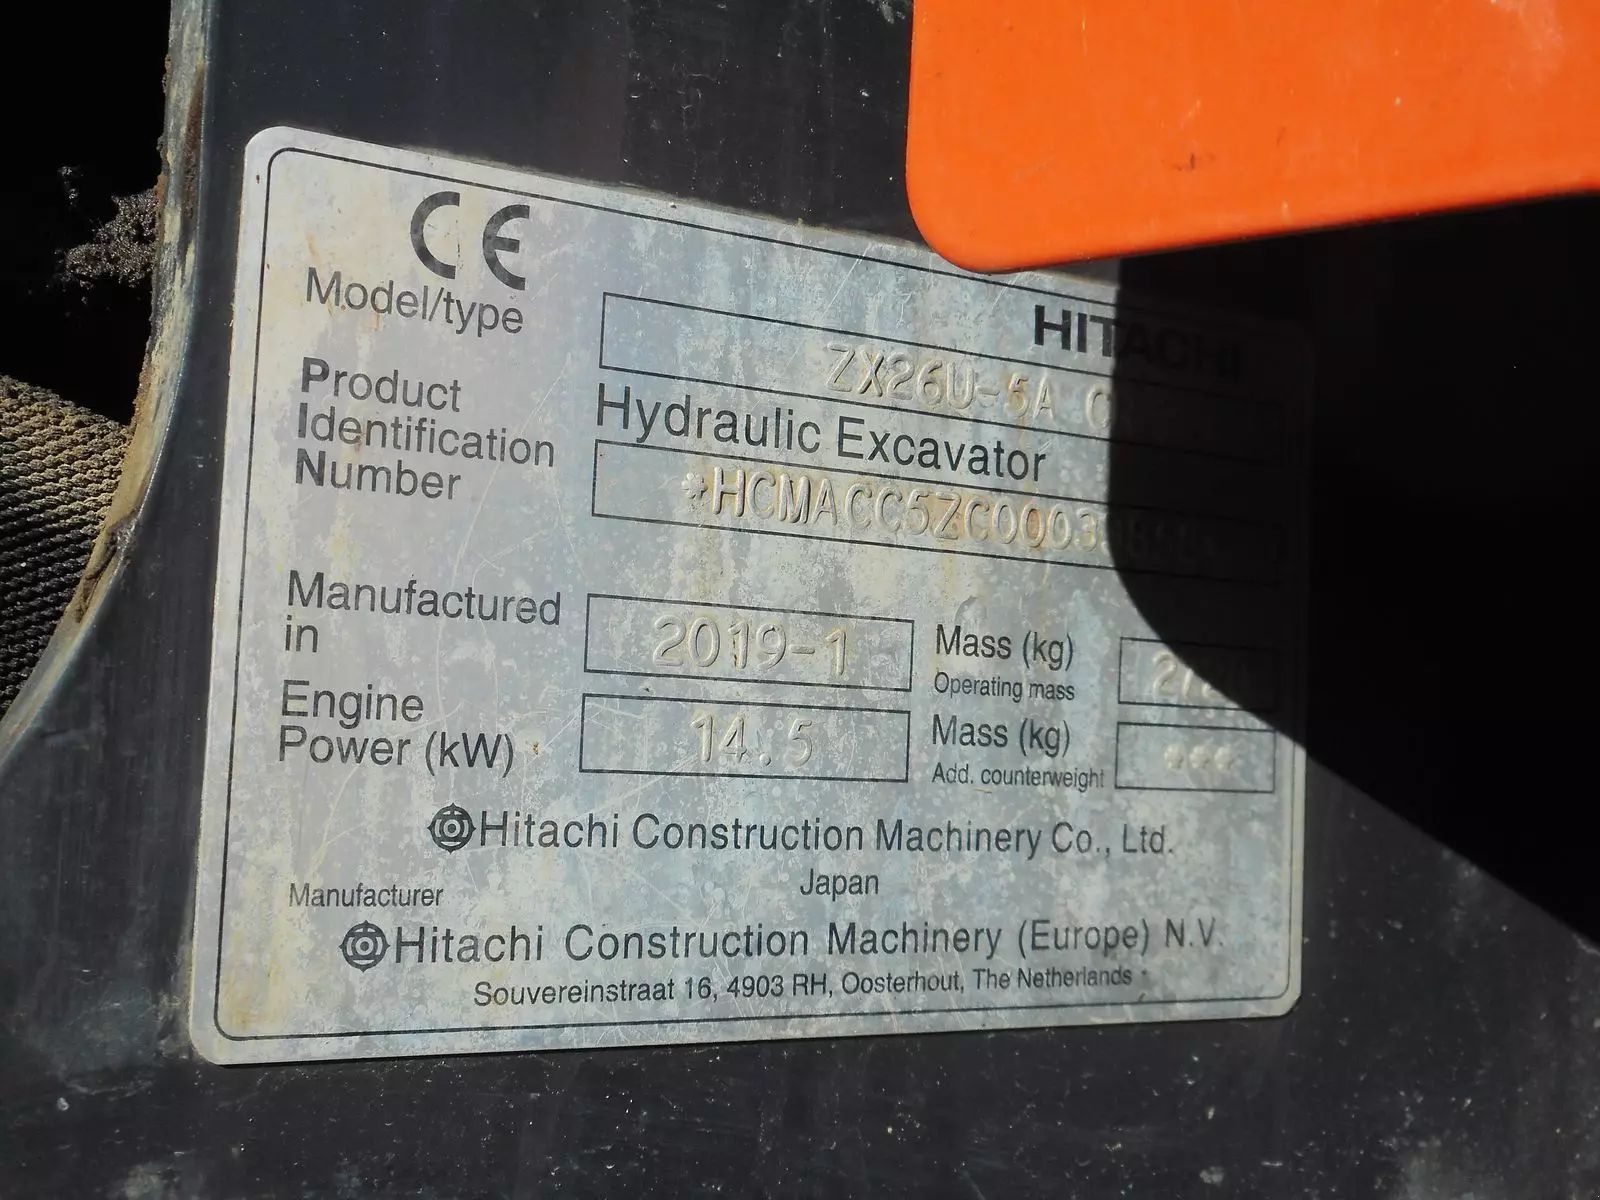 CE
HITACHI
Model/type
ZX26U-5A
Hydraulic Excavator
Product
Identification
Number
Manufactured
in
2019-1
Mass (kg)
Operating mass
Engine
Power (kW)
14.5
Mass (kg)
Add. counterweight
***
Hitachi Construction Machinery Co., Ltd.
Japan
Manufacturer
Hitachi Construction Machinery (Europe) N.V.
Souvereinstraat 16, 4903 RH, Oosterhout, The Netherlands